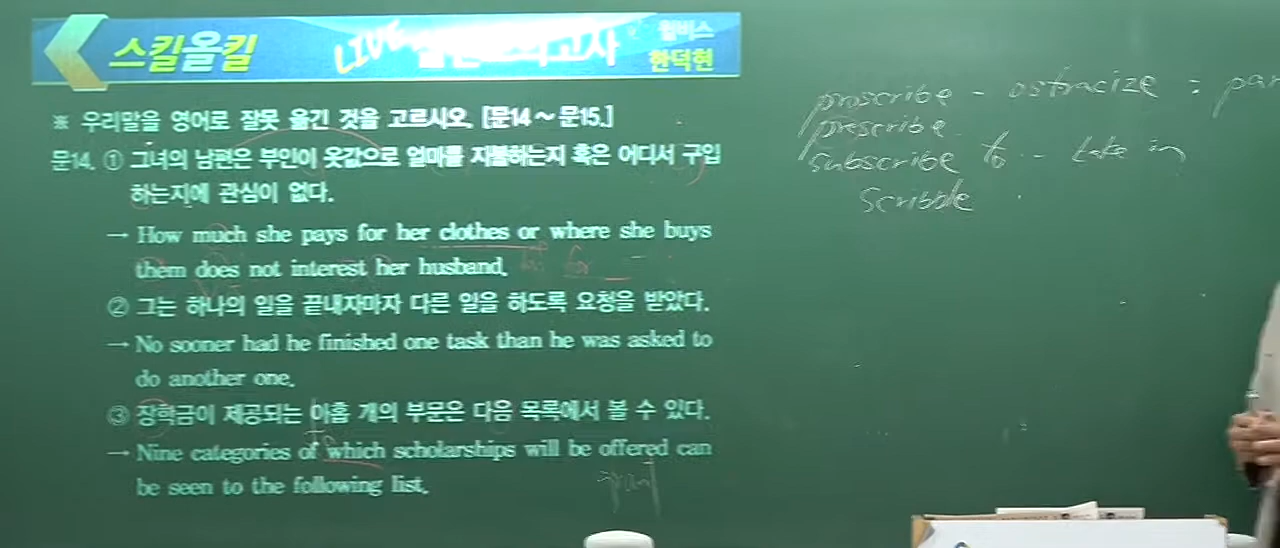 스킬올킬
LIVE
고사
윌비스
한덕현
※ 우리말을 영어로 잘못 옮긴 것을 고르시오. [문14 ~ 문15.]
문14. ① 그녀의 남편은 부인이 옷값으로 얼마를 지불하는지 혹은 어디서 구입
하는지에 관심이 없다.
→ How much she pays for her clothes or where she buys
them does not interest her husband.
② 그는 하나의 일을 끝내자마자 다른 일을 하도록 요청을 받았다.
→ No sooner had he finished one task than he was asked to
do another one.
③ 장학금이 제공되는 아홉 개의 부문은 다음 목록에서 볼 수 있다.
→ Nine categories of which scholarships will be offered can
be seen to the following list.
proscribe - ostracize :
prescribe
subscribe to - take in
scribble